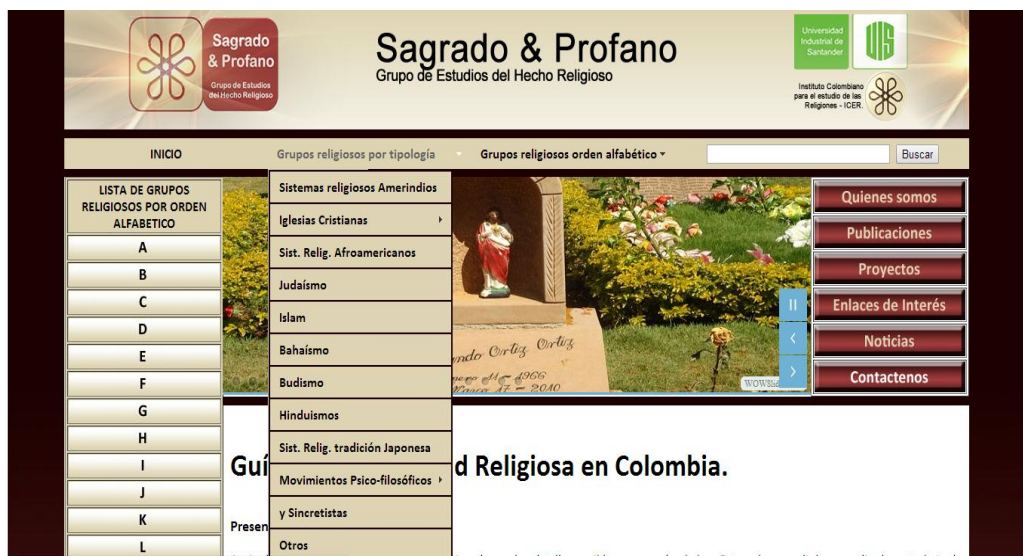 Sagrado
& Profano
Grupo de Estudios
del Hecho Religioso
Sagrado & Profano
Grupo de Estudios del Hecho Religioso
Universidad
Industrial de
Santander
UIS
Instituto Colombiano
para el estudio de las
Religiones - ICER.
INICIO
Grupos religiosos por tipología
Grupos religiosos orden alfabético
Buscar
LISTA DE GRUPOS
RELIGIOSOS POR ORDEN
ALFABETICO
A
B
C
D
E
F
G
H
I
J
K
L
Sistemas religiosos Amerindios
Iglesias Cristianas
Sist. Relig. Afroamericanos
Judaísmo
Islam
Bahaísmo
Budismo
Hinduismos
Sist. Relig. tradición Japonesa
Movimientos Psico-filosóficos
y Sincretistas
Otros
Ortiz Ortiz
1966
17 - 2010
Quienes somos
Publicaciones
Proyectos
Enlaces de Interés
Noticias
Contactenos
Religiosa en Colombia.